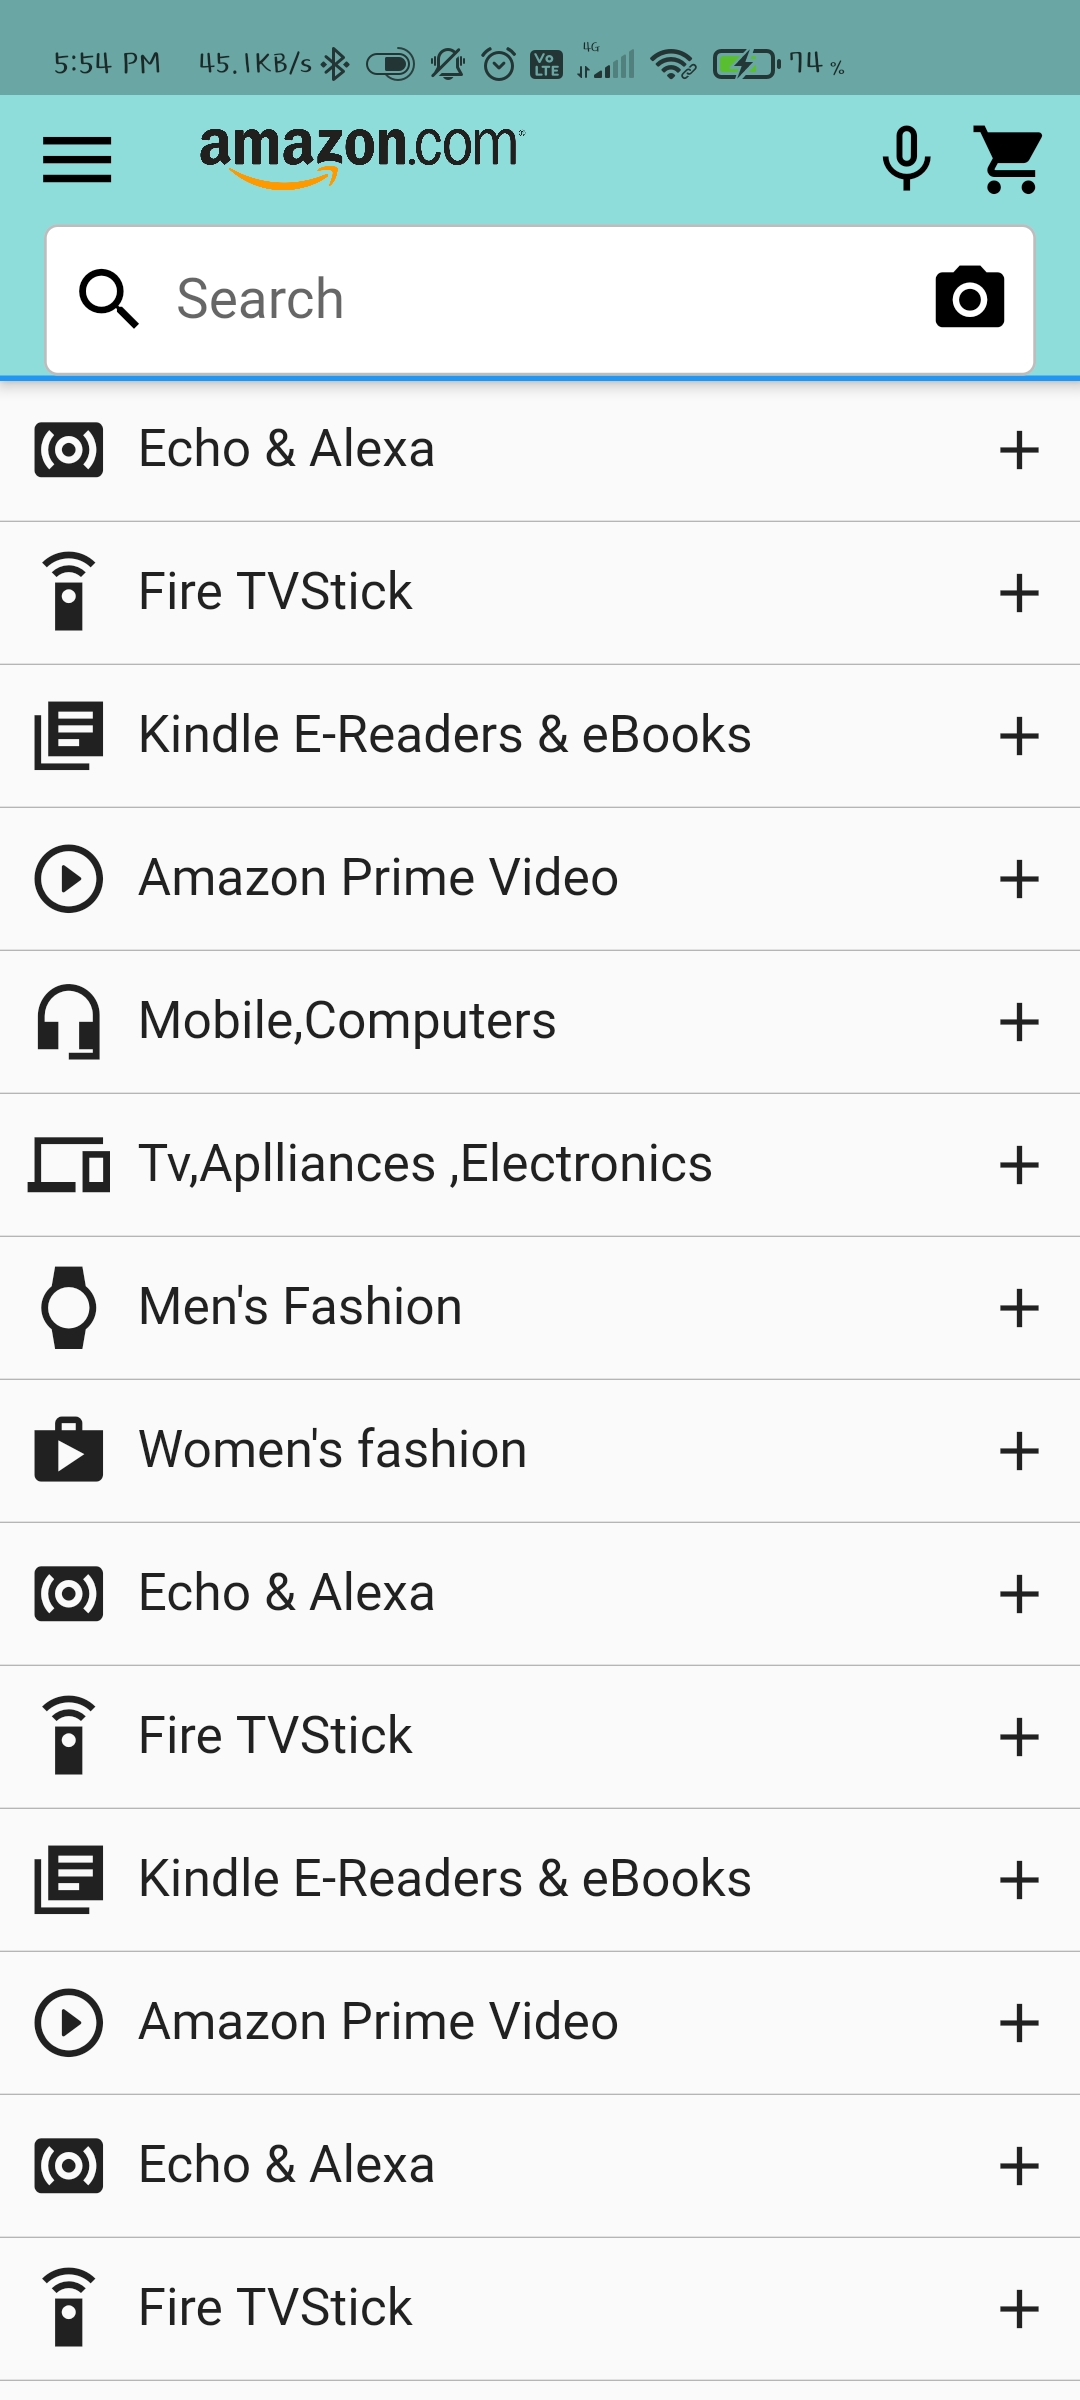 5:54 PM 45.1KB/s Vo LTE 4G 74 %
amazon.com
Search
Echo & Alexa
Fire TVStick
Kindle E-Readers & eBooks
Amazon Prime Video
Mobile,Computers
Tv,Aplliances ,Electronics
Men's Fashion
Women's fashion
Echo & Alexa
Fire TVStick
Kindle E-Readers & eBooks
Amazon Prime Video
Echo & Alexa
Fire TVStick